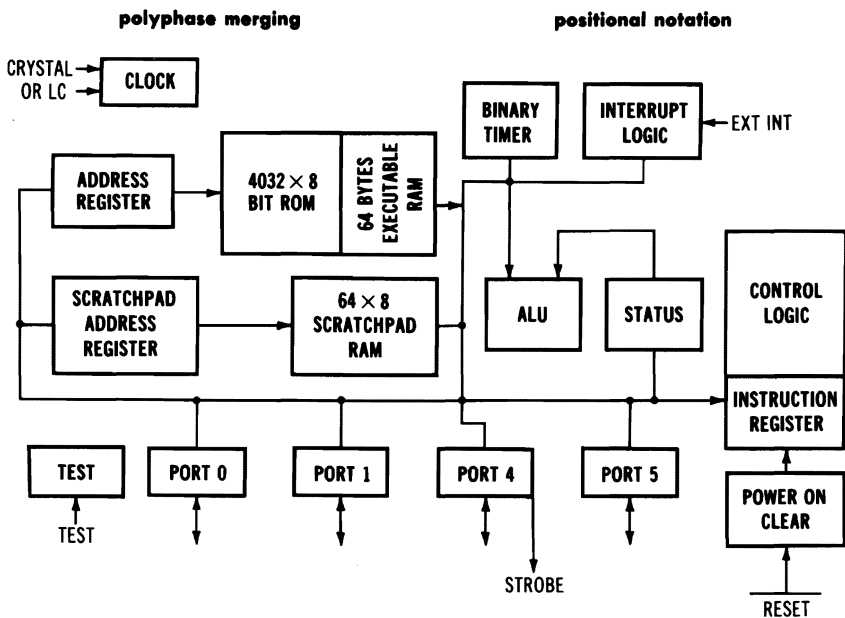 polyphase merging
positional notation
CRYSTAL
OR LC
CLOCK
BINARY
TIMER
INTERRUPT
LOGIC
EXT INT
ADDRESS
REGISTER
4032 × 8
BIT ROM
64 BYTES
EXECUTABLE
RAM
SCRATCHPAD
ADDRESS
REGISTER
64 × 8
SCRATCHPAD
RAM
ALU
STATUS
CONTROL
LOGIC
INSTRUCTION
REGISTER
TEST
PORT 0
PORT 1
PORT 4
PORT 5
POWER ON
CLEAR
TEST
STROBE
RESET